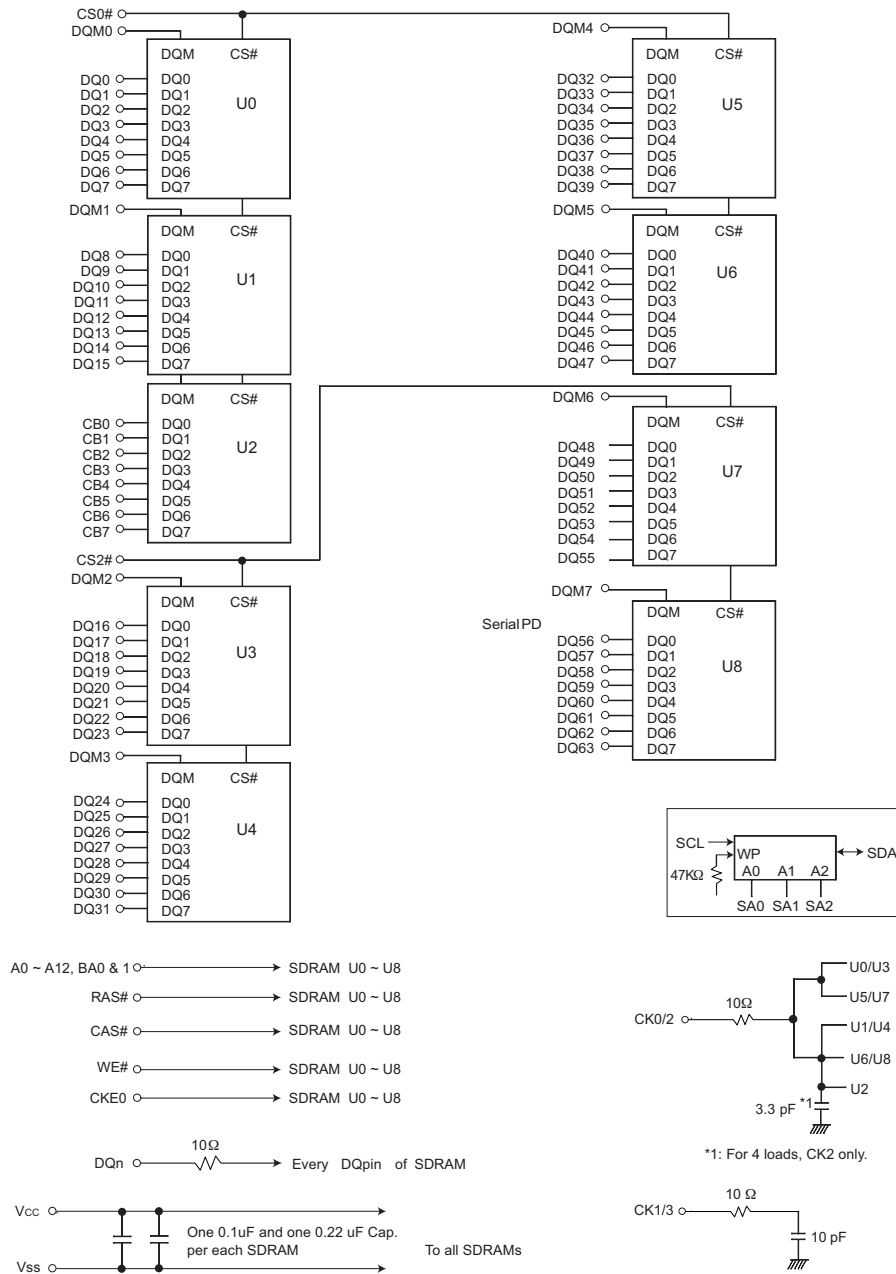 CS0#
DQM0
DQM CS#
U0
DQ0 DQ0
DQ1 DQ1
DQ2 DQ2
DQ3 DQ3
DQ4 DQ4
DQ5 DQ5
DQ6 DQ6
DQ7 DQ7
DQM1
DQM CS#
U1
DQ8 DQ0
DQ9 DQ1
DQ10 DQ2
DQ11 DQ3
DQ12 DQ4
DQ13 DQ5
DQ14 DQ6
DQ15 DQ7
DQM CS#
U2
CB0 DQ0
CB1 DQ1
CB2 DQ2
CB3 DQ3
CB4 DQ4
CB5 DQ5
CB6 DQ6
CB7 DQ7
CS2#
DQM2
DQM CS#
U3
DQ16 DQ0
DQ17 DQ1
DQ18 DQ2
DQ19 DQ3
DQ20 DQ4
DQ21 DQ5
DQ22 DQ6
DQ23 DQ7
DQM3
DQM CS#
U4
DQ24 DQ0
DQ25 DQ1
DQ26 DQ2
DQ27 DQ3
DQ28 DQ4
DQ29 DQ5
DQ30 DQ6
DQ31 DQ7
DQM4
DQM CS#
U5
DQ32 DQ0
DQ33 DQ1
DQ34 DQ2
DQ35 DQ3
DQ36 DQ4
DQ37 DQ5
DQ38 DQ6
DQ39 DQ7
DQM5
DQM CS#
U6
DQ40 DQ0
DQ41 DQ1
DQ42 DQ2
DQ43 DQ3
DQ44 DQ4
DQ45 DQ5
DQ46 DQ6
DQ47 DQ7
DQM6
DQM CS#
U7
DQ48 DQ0
DQ49 DQ1
DQ50 DQ2
DQ51 DQ3
DQ52 DQ4
DQ53 DQ5
DQ54 DQ6
DQ55 DQ7
DQM7
DQM CS#
Serial PD
U8
DQ56 DQ0
DQ57 DQ1
DQ58 DQ2
DQ59 DQ3
DQ60 DQ4
DQ61 DQ5
DQ62 DQ6
DQ63 DQ7
SCL
WP
SDA
47KΩ
A0 A1 A2
SA0 SA1 SA2
A0 ~ A12, BA0 & 1 SDRAM U0 ~ U8
RAS# SDRAM U0 ~ U8
CAS# SDRAM U0 ~ U8
WE# SDRAM U0 ~ U8
CKE0 SDRAM U0 ~ U8
10Ω
DQn Every DQpin of SDRAM
Vcc
One 0.1uF and one 0.22 uF Cap.
per each SDRAM
To all SDRAMs
Vss
U0/U3
U5/U7
10Ω
CK0/2
U1/U4
U6/U8
U2
3.3 pF *1
*1: For 4 loads, CK2 only.
10 Ω
CK1/3
10 pF